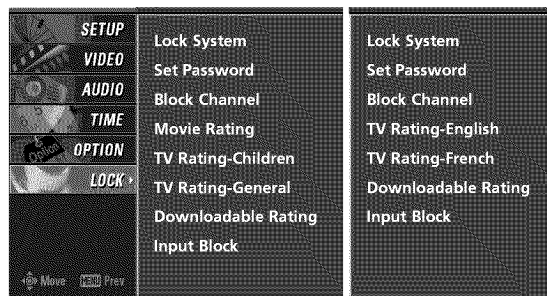 SETUP
VIDEO
AUDIO
TIME
OPTION
LOCK
Move MENU Prev
Lock System
Set Password
Block Channel
Movie Rating
TV Rating-Children
TV Rating-General
Downloadable Rating
Input Block
Lock System
Set Password
Block Channel
TV Rating-English
TV Rating-French
Downloadable Rating
Input Block